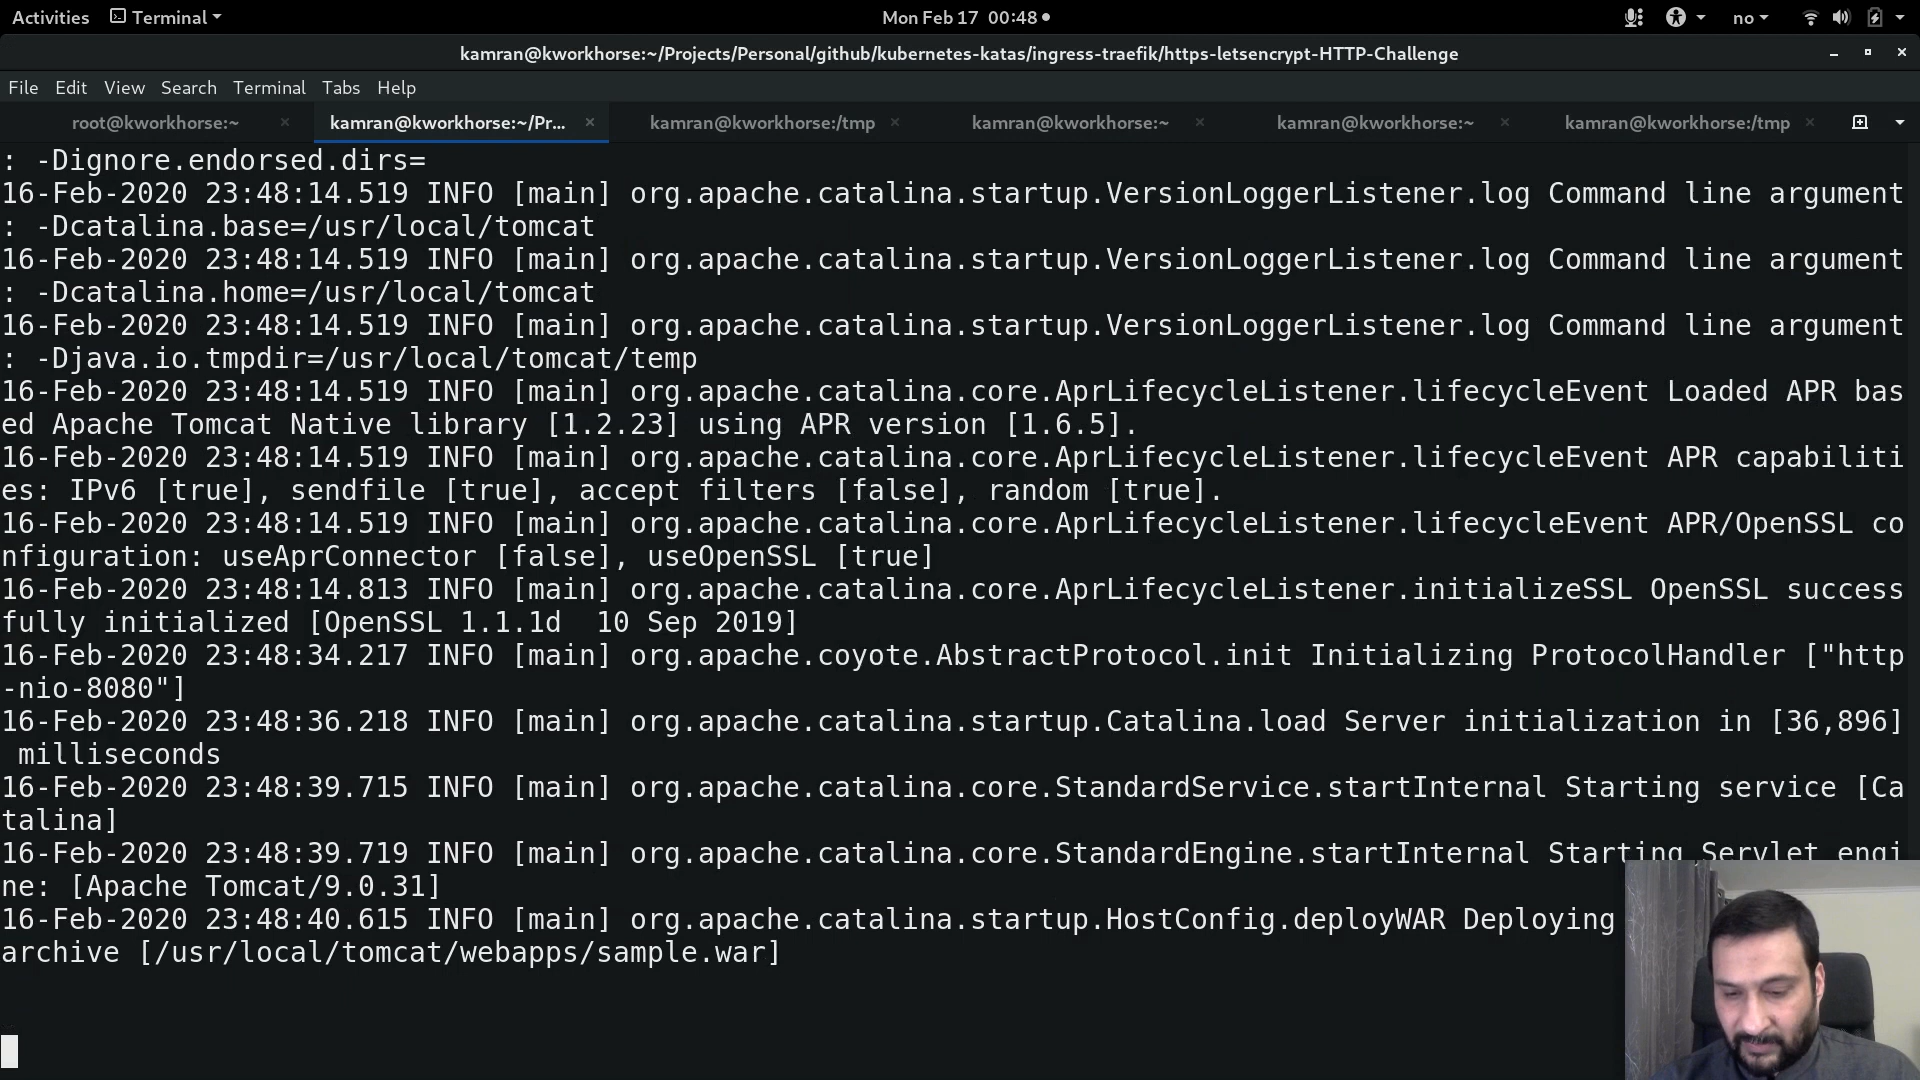 Activities Terminal Mon Feb 17 00:48 no
kamran@kworkhorse:~/Projects/Personal/github/kubernetes-katas/ingress-traefik/https-letsencrypt-HTTP-Challenge
File Edit View Search Terminal Tabs Help
root@kworkhorse:~ × kamran@kworkhorse:~/Pr... × kamran@kworkhorse:/tmp × kamran@kworkhorse:~ × kamran@kworkhorse:~ × kamran@kworkhorse:/tmp ×
: -Dignore.endorsed.dirs=
16-Feb-2020 23:48:14.519 INFO [main] org.apache.catalina.startup.VersionLoggerListener.log Command line argument
: -Dcatalina.base=/usr/local/tomcat
16-Feb-2020 23:48:14.519 INFO [main] org.apache.catalina.startup.VersionLoggerListener.log Command line argument
: -Dcatalina.home=/usr/local/tomcat
16-Feb-2020 23:48:14.519 INFO [main] org.apache.catalina.startup.VersionLoggerListener.log Command line argument
: -Djava.io.tmpdir=/usr/local/tomcat/temp
16-Feb-2020 23:48:14.519 INFO [main] org.apache.catalina.core.AprLifecycleListener.lifecycleEvent Loaded APR bas
ed Apache Tomcat Native library [1.2.23] using APR version [1.6.5].
16-Feb-2020 23:48:14.519 INFO [main] org.apache.catalina.core.AprLifecycleListener.lifecycleEvent APR capabiliti
es: IPv6 [true], sendfile [true], accept filters [false], random [true].
16-Feb-2020 23:48:14.519 INFO [main] org.apache.catalina.core.AprLifecycleListener.lifecycleEvent APR/OpenSSL co
nfiguration: useAprConnector [false], useOpenSSL [true]
16-Feb-2020 23:48:14.813 INFO [main] org.apache.catalina.core.AprLifecycleListener.initializeSSL OpenSSL success
fully initialized [OpenSSL 1.1.1d  10 Sep 2019]
16-Feb-2020 23:48:34.217 INFO [main] org.apache.coyote.AbstractProtocol.init Initializing ProtocolHandler ["http
-nio-8080"]
16-Feb-2020 23:48:36.218 INFO [main] org.apache.catalina.startup.Catalina.load Server initialization in [36,896]
 milliseconds
16-Feb-2020 23:48:39.715 INFO [main] org.apache.catalina.core.StandardService.startInternal Starting service [Ca
talina]
16-Feb-2020 23:48:39.719 INFO [main] org.apache.catalina.core.StandardEngine.startInternal Starting Servlet engi
ne: [Apache Tomcat/9.0.31]
16-Feb-2020 23:48:40.615 INFO [main] org.apache.catalina.startup.HostConfig.deployWAR Deploying
archive [/usr/local/tomcat/webapps/sample.war]